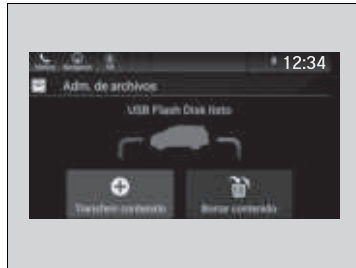 12:34
Adm. de archivos
USB Flash Disk listo
Transferir contenido
Borrar contenido